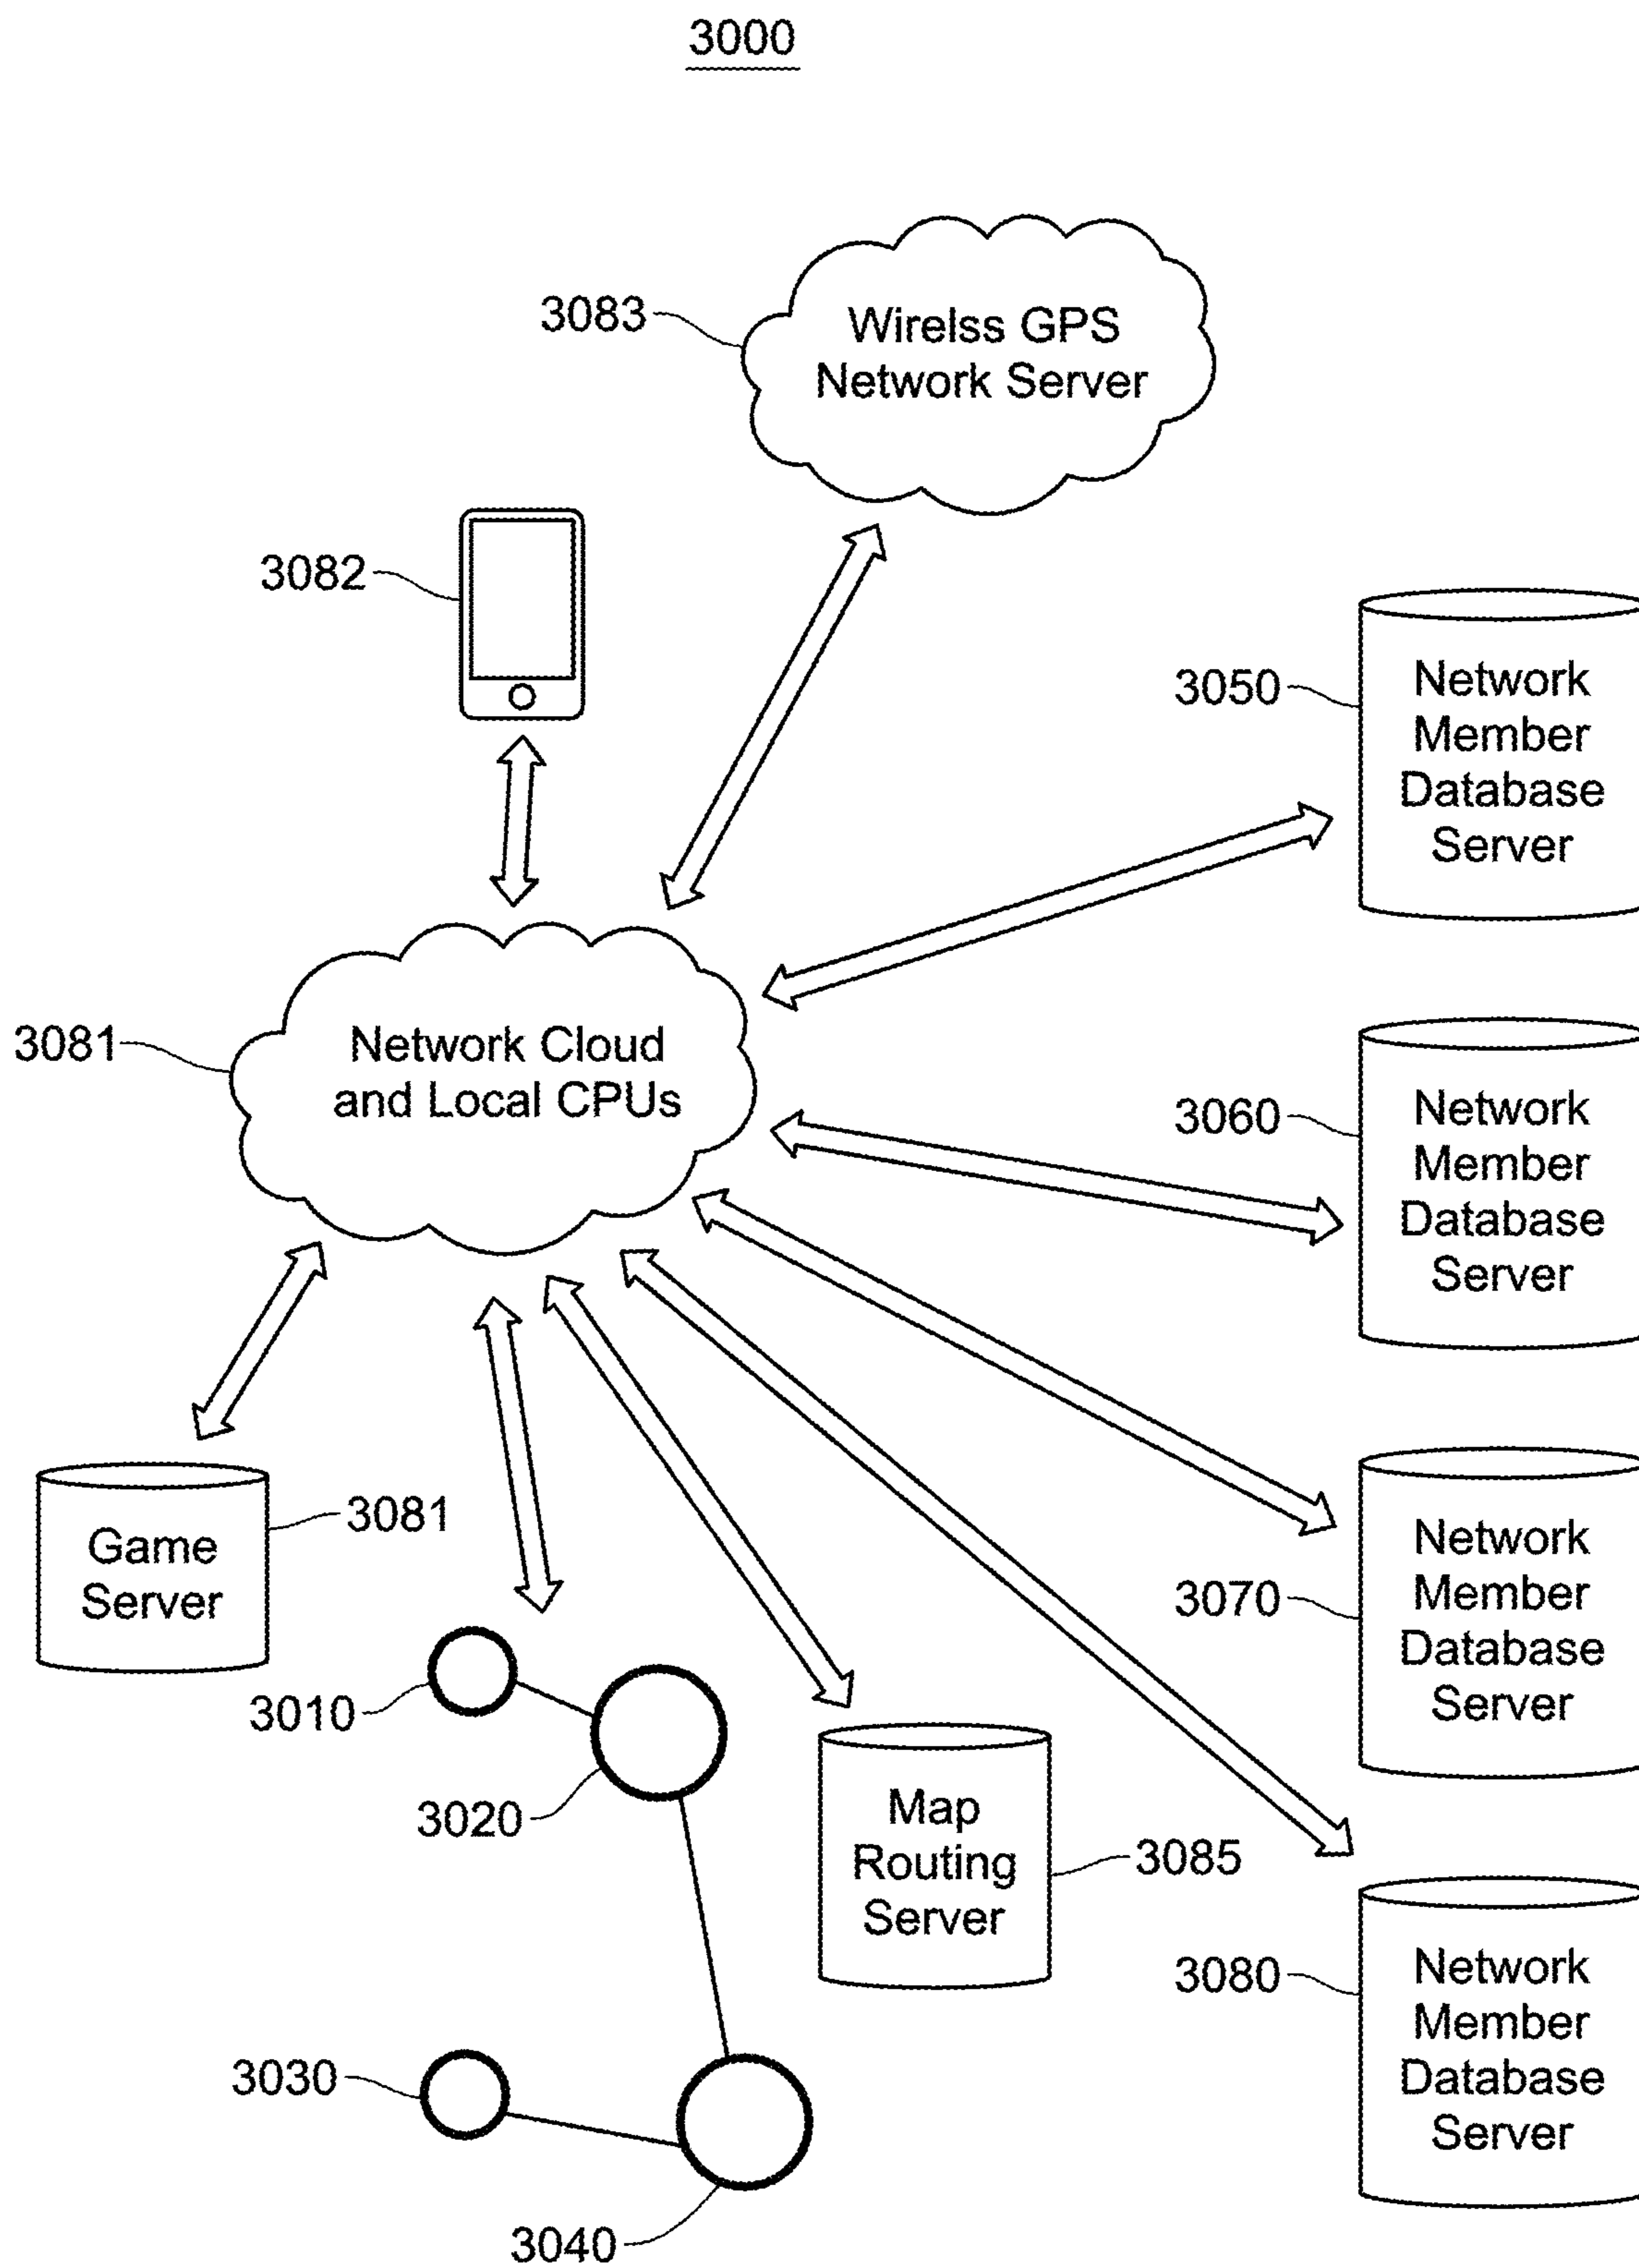 3000
3083
Wirelss GPS
Network Server
3082
3050
Network
Member
Database
Server
3081
Network Cloud
and Local CPUs
3060
Network
Member
Database
Server
Game
Server
3081
3070
Network
Member
Database
Server
3010
3020
Map
Routing
Server
3085
3080
Network
Member
Database
Server
3030
3040